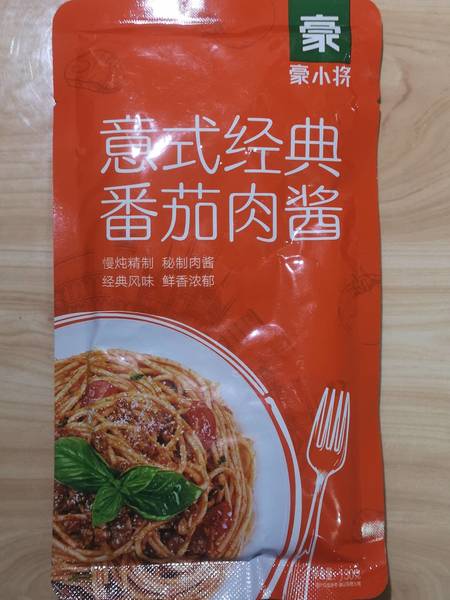 豪
豪小将
意式经典
番茄肉酱
慢炖精制 秘制肉酱
经典风味 鲜香浓郁